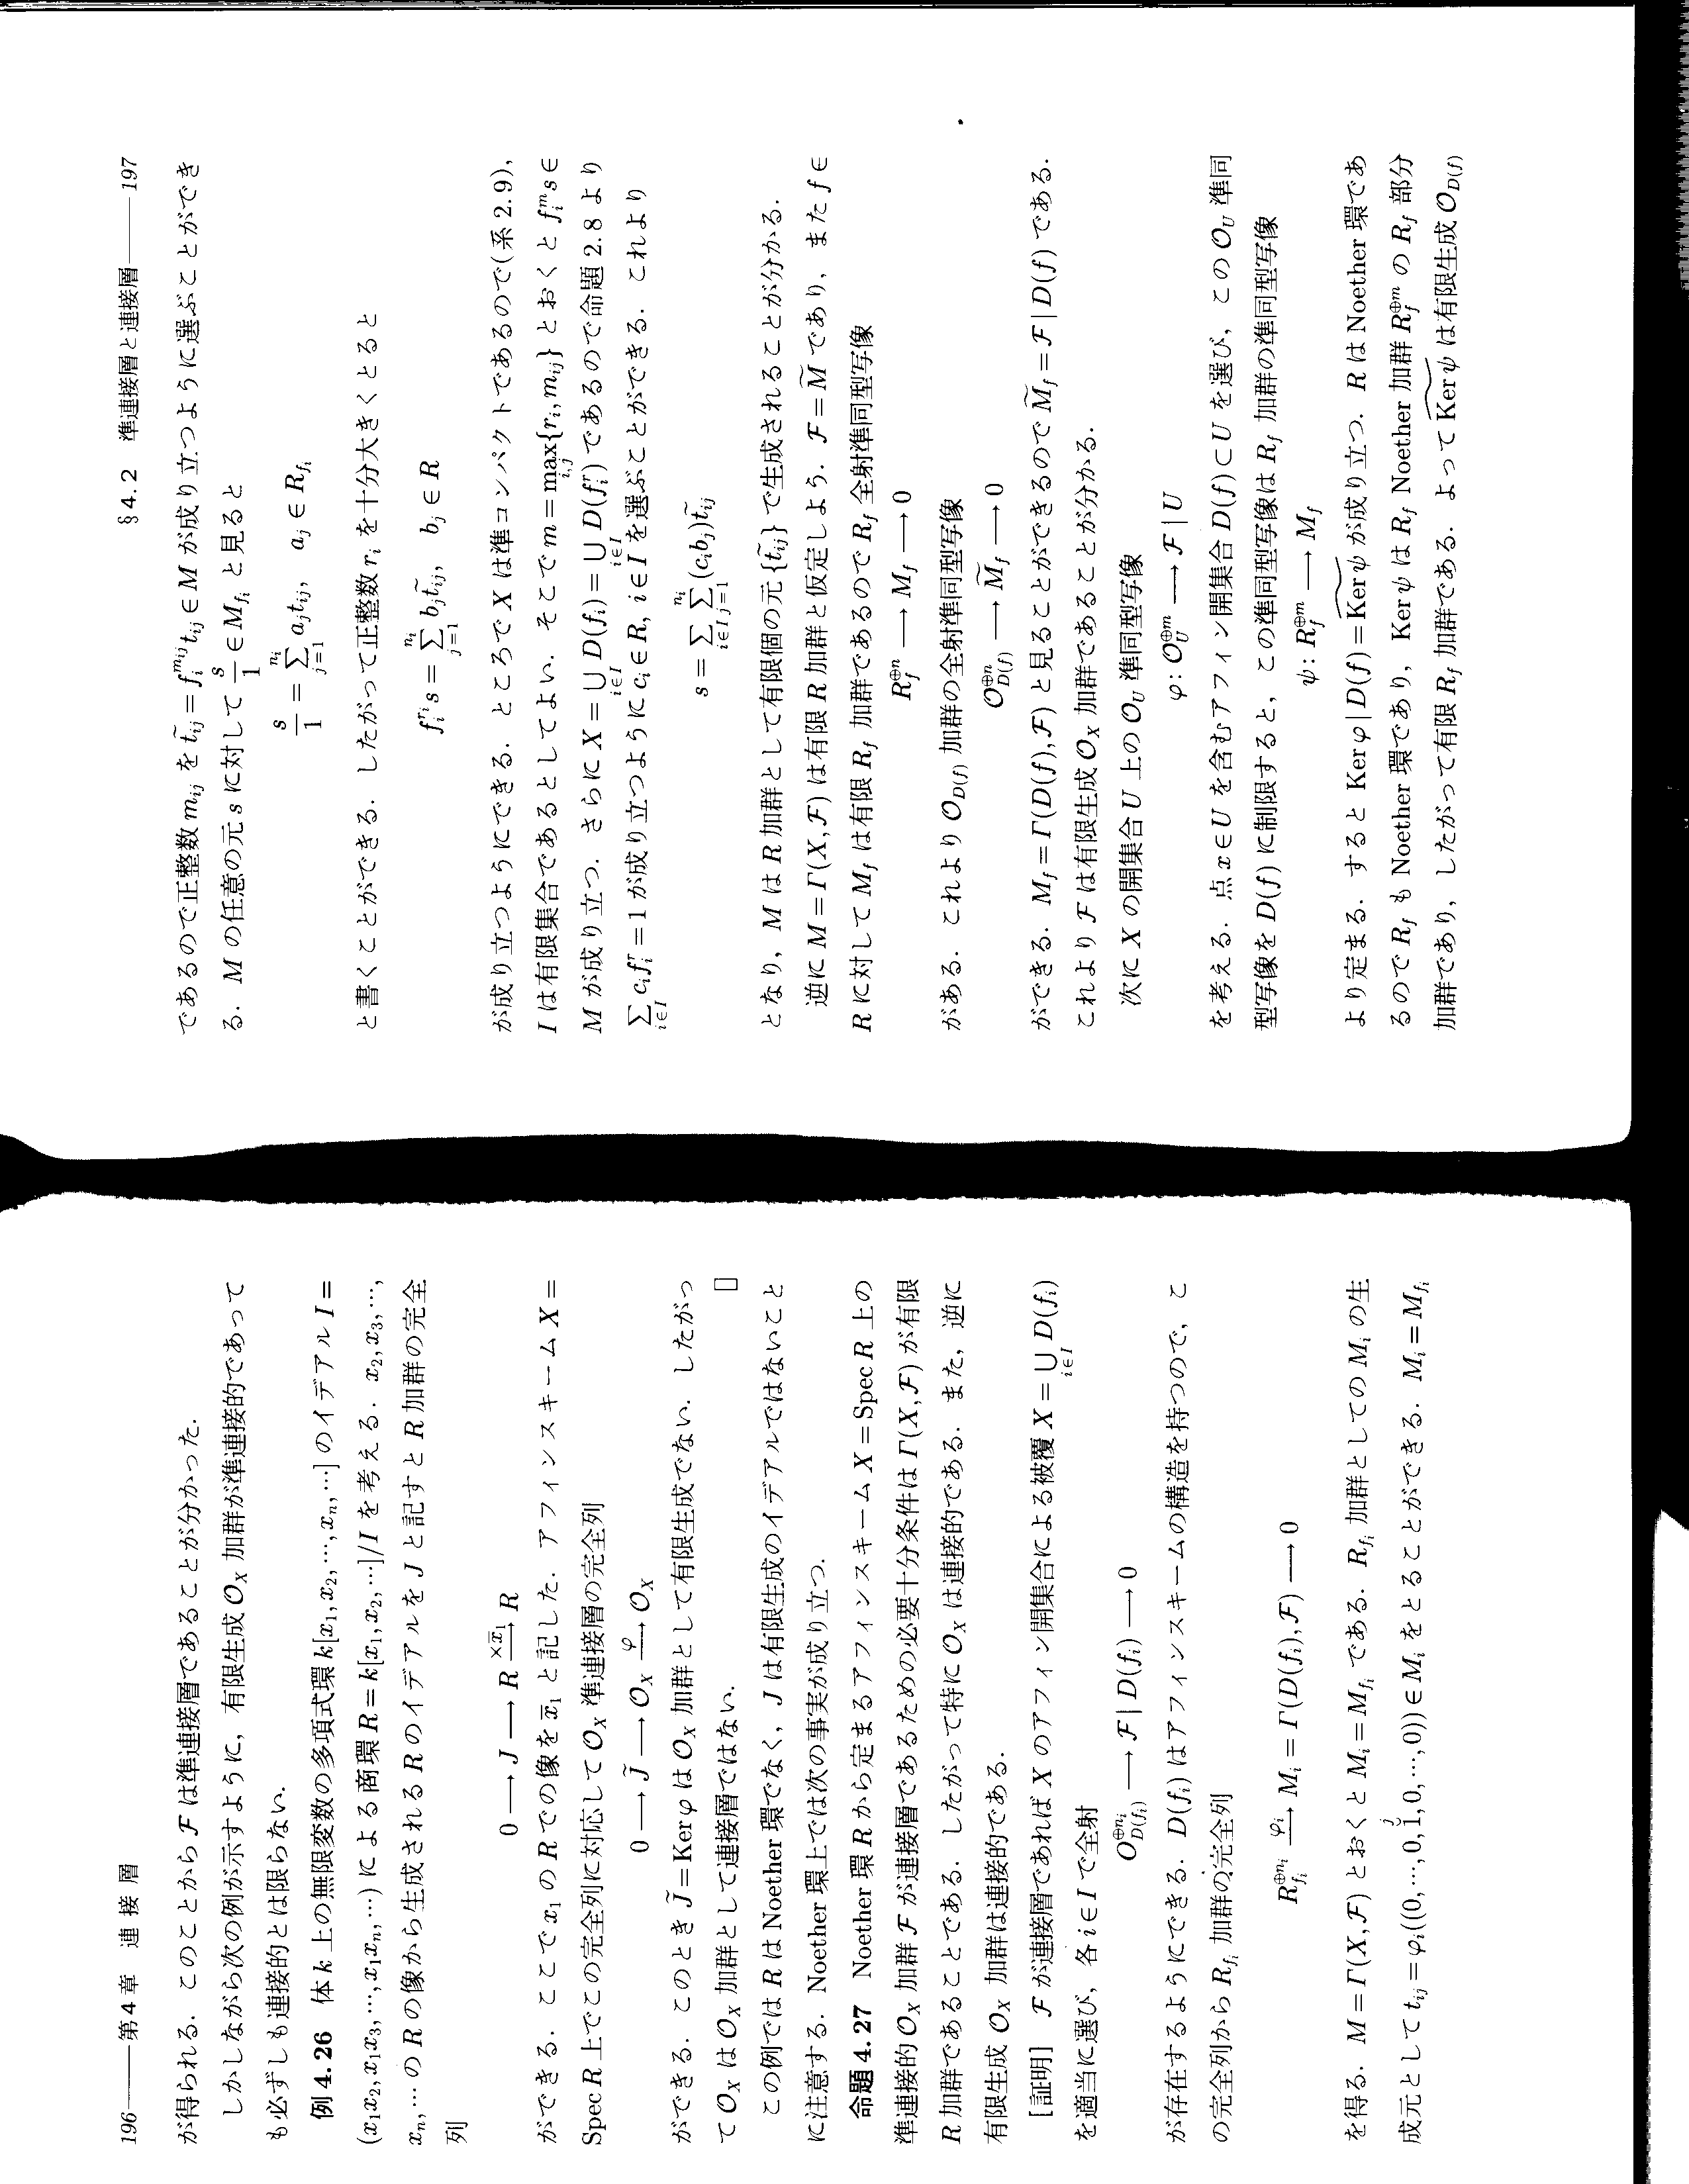 196——第4章 連接層
が得られる．このことから $\mathcal{F}$ は準連接層であることが分かった．
しかしながら次の例が示すように，有限生成 $\mathcal{O}_X$ 加群が準連接的であって
も必ずしも連接的とは限らない．
例4.26 体 $k$ 上の無限変数の多項式環 $k[x_1,x_2,\cdots,x_n,\cdots]$ のイデアル $I=$
$(x_1x_2,x_1x_3,\cdots,x_1x_n,\cdots)$ による商環 $R=k[x_1,x_2,\cdots]/I$ を考える．$x_2,x_3,\cdots,$
$x_n,\cdots$ の $R$ の像から生成される $R$ のイデアルを $J$ と記すと $R$ 加群の完全
列
$0 \longrightarrow J \longrightarrow R \xrightarrow{\times\overline{x}_1} R$
ができる．ここで $x_1$ の $R$ での像を $\overline{x}_1$ と記した．アフィンスキーム $X=$
$\mathrm{Spec}\,R$ 上でこの完全列に対応して $\mathcal{O}_X$ 準連接層の完全列
$0 \longrightarrow \widetilde{J} \longrightarrow \mathcal{O}_X \xrightarrow{\varphi} \mathcal{O}_X$
ができる．このとき $\widetilde{J}=\mathrm{Ker}\,\varphi$ は $\mathcal{O}_X$ 加群として有限生成でない．したがっ
て $\mathcal{O}_X$ は $\mathcal{O}_X$ 加群として連接層ではない． □
この例では $R$ は Noether 環でなく，$J$ は有限生成のイデアルではないこと
に注意する．Noether 環上では次の事実が成り立つ．
命題4.27 Noether 環 $R$ から定まるアフィンスキーム $X=\mathrm{Spec}\,R$ 上の
準連接的 $\mathcal{O}_X$ 加群 $\mathcal{F}$ が連接層であるための必要十分条件は $\Gamma(X,\mathcal{F})$ が有限
$R$ 加群であることである．したがって特に $\mathcal{O}_X$ は連接的である．また，逆に
有限生成 $\mathcal{O}_X$ 加群は連接的である．
[証明] $\mathcal{F}$ が連接層であれば $X$ のアフィン開集合による被覆 $X=\bigcup_{i\in I} D(f_i)$
を適当に選び，各 $i\in I$ で全射
$\mathcal{O}_{D(f_i)}^{\oplus n_i} \longrightarrow \mathcal{F}|D(f_i) \longrightarrow 0$
が存在するようにできる．$D(f_i)$ はアフィンスキームの構造を持つので，こ
の完全列から $R_{f_i}$ 加群の完全列
$R_{f_i}^{\oplus n_i} \xrightarrow{\varphi_i} M_i=\Gamma(D(f_i),\mathcal{F}) \longrightarrow 0$
を得る．$M=\Gamma(X,\mathcal{F})$ とおくと $M_i=M_{f_i}$ である．$R_{f_i}$ 加群としての $M_i$ の生
成元として $t_{ij}=\varphi_i((0,\cdots,0,\overset{j}{\check{1}},0,\cdots,0))\in M_i$ をとることができる．$M_i=M_{f_i}$
§4.2 準連接層と連接層——197
であるので正整数 $m_{ij}$ を $\widetilde{t_{ij}}=f_i^{m_{ij}}t_{ij}\in M$ が成り立つように選ぶことができ
る．$M$ の任意の元 $s$ に対して $\frac{s}{1}\in M_{f_i}$ と見ると
$\frac{s}{1}=\sum_{j=1}^{n_i} a_jt_{ij},\quad a_j\in R_{f_i}$
と書くことができる．したがって正整数 $r_i$ を十分大きくとると
$f_i^{r_i}s=\sum_{j=1}^{n_i} b_j\widetilde{t_{ij}},\quad b_j\in R$
が成り立つようにできる．ところで $X$ は準コンパクトであるので(系2.9)，
$I$ は有限集合であるとしてよい．そこで $m=\max_{i,j}\{r_i,m_{ij}\}$ とおくと $f_i^m s\in$
$M$ が成り立つ．さらに $X=\bigcup_{i\in I} D(f_i)=\bigcup_{i\in I} D(f_i^r)$ であるので命題2.8より
$\sum_{i\in I} c_if_i^r=1$ が成り立つように $c_i\in R,\ i\in I$ を選ぶことができる．これより
$s=\sum_{i\in I}\sum_{j=1}^{n_i}(c_ib_j)\widetilde{t_{ij}}$
となり，$M$ は $R$ 加群として有限個の元 $\{\widetilde{t_{ij}}\}$ で生成されることが分かる．
逆に $M=\Gamma(X,\mathcal{F})$ は有限 $R$ 加群と仮定しよう．$\mathcal{F}=\widetilde{M}$ であり，また $f\in$
$R$ に対して $M_f$ は有限 $R_f$ 加群であるので $R_f$ 全射準同型写像
$R_f^{\oplus n} \longrightarrow M_f \longrightarrow 0$
がある．これより $\mathcal{O}_{D(f)}$ 加群の全射準同型写像
$\mathcal{O}_{D(f)}^{\oplus n} \longrightarrow \widetilde{M_f} \longrightarrow 0$
ができる．$M_f=\Gamma(D(f),\mathcal{F})$ と見ることができるので $\widetilde{M_f}=\mathcal{F}|D(f)$ である．
これより $\mathcal{F}$ は有限生成 $\mathcal{O}_X$ 加群であることが分かる．
次に $X$ の開集合 $U$ 上の $\mathcal{O}_U$ 準同型写像
$\varphi:\mathcal{O}_U^{\oplus m} \longrightarrow \mathcal{F}|U$
を考える．点 $x\in U$ を含むアフィン開集合 $D(f)\subset U$ を選び，この $\mathcal{O}_U$ 準同
型写像を $D(f)$ に制限すると，この準同型写像は $R_f$ 加群の準同型写像
$\psi:R_f^{\oplus m} \longrightarrow M_f$
より定まる．すると $\mathrm{Ker}\,\varphi|D(f)=\widetilde{\mathrm{Ker}\,\psi}$ が成り立つ．$R$ は Noether 環であ
るので $R_f$ も Noether 環であり，$\mathrm{Ker}\,\psi$ は $R_f$ Noether 加群 $R_f^{\oplus m}$ の $R_f$ 部分
加群であり，したがって有限 $R_f$ 加群である．よって $\widetilde{\mathrm{Ker}\,\psi}$ は有限生成 $\mathcal{O}_{D(f)}$